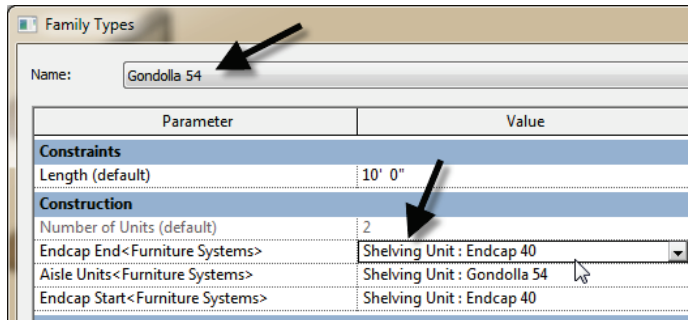 Family Types
Name: Gondolla 54
Parameter Value
Constraints
Length (default) 10' 0"
Construction
Number of Units (default) 2
Endcap End<Furniture Systems> Shelving Unit : Endcap 40
Aisle Units<Furniture Systems> Shelving Unit : Gondolla 54
Endcap Start<Furniture Systems> Shelving Unit : Endcap 40